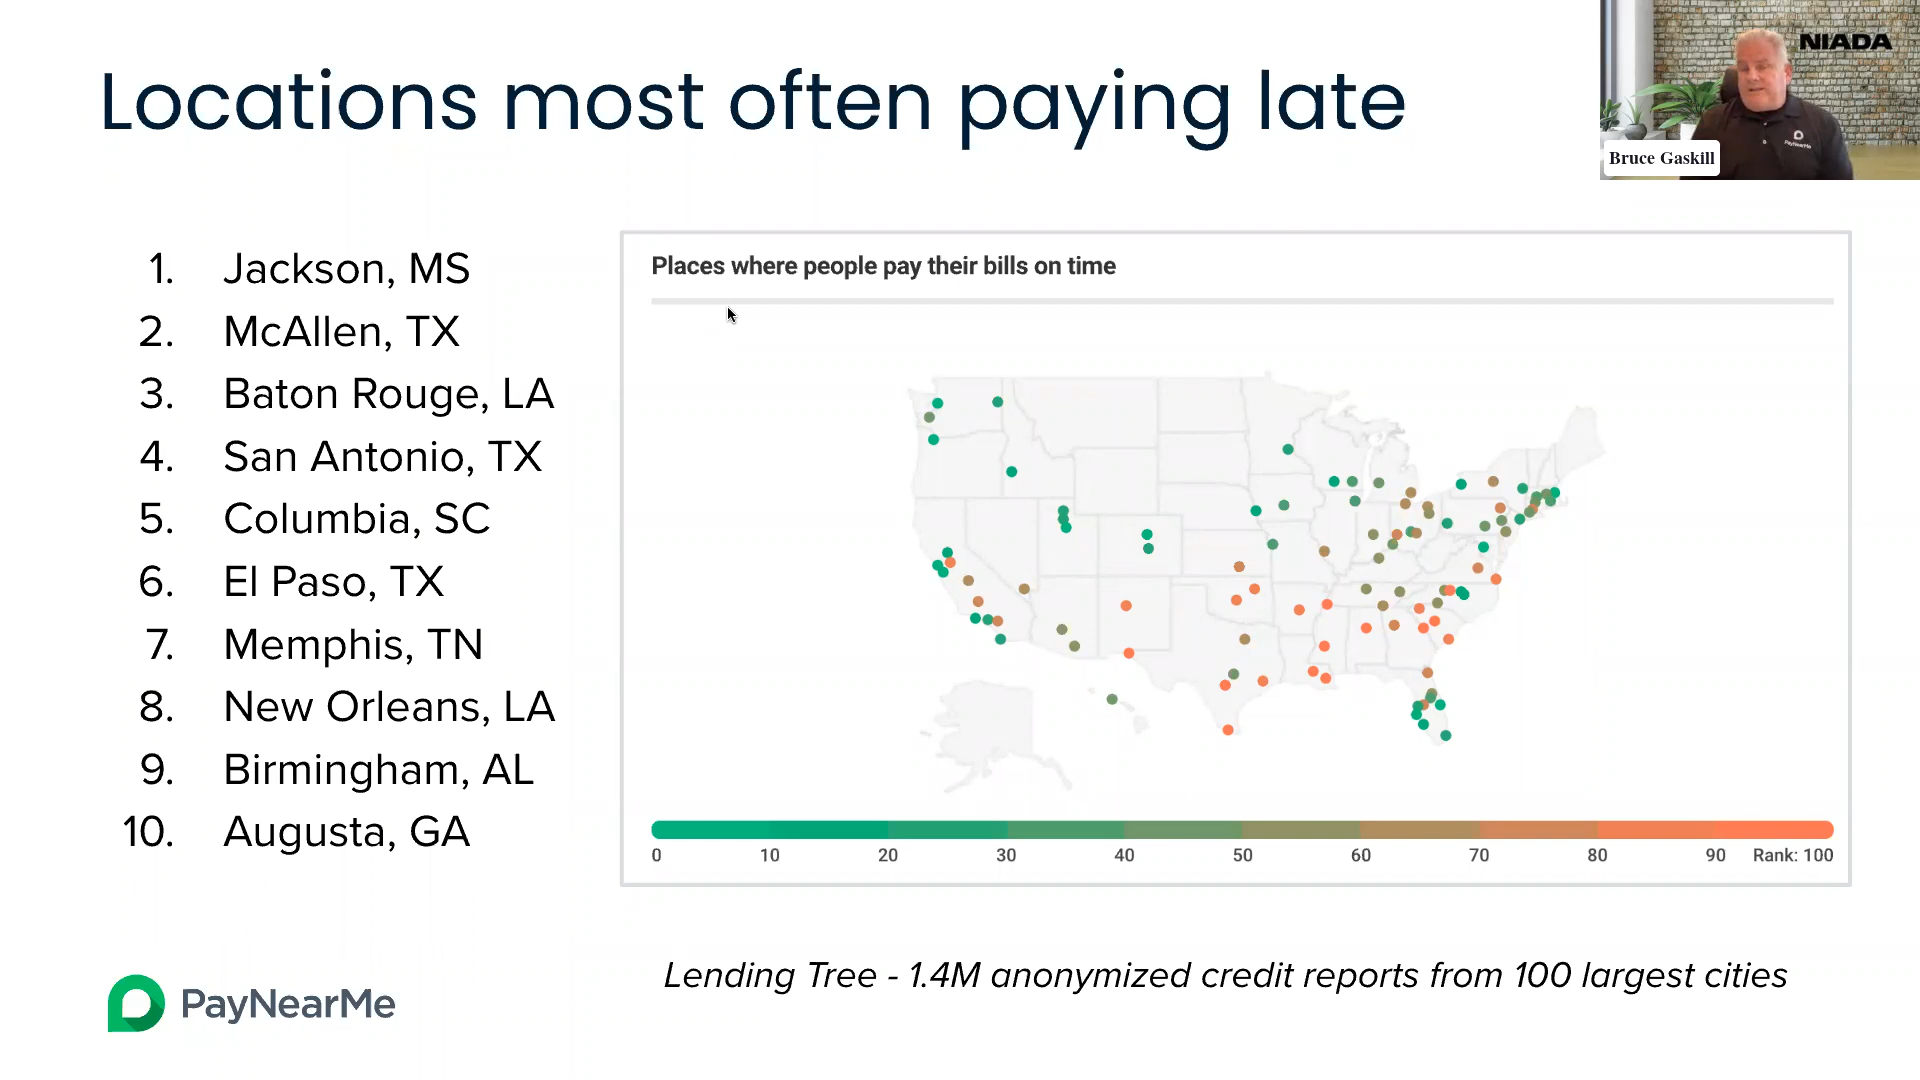 Locations most often paying late
NIADA
PayNearMe
Bruce Gaskill
1. Jackson, MS
2. McAllen, TX
3. Baton Rouge, LA
4. San Antonio, TX
5. Columbia, SC
6. El Paso, TX
7. Memphis, TN
8. New Orleans, LA
9. Birmingham, AL
10. Augusta, GA
Places where people pay their bills on time
0 10 20 30 40 50 60 70 80 90 Rank: 100
Lending Tree - 1.4M anonymized credit reports from 100 largest cities
PayNearMe